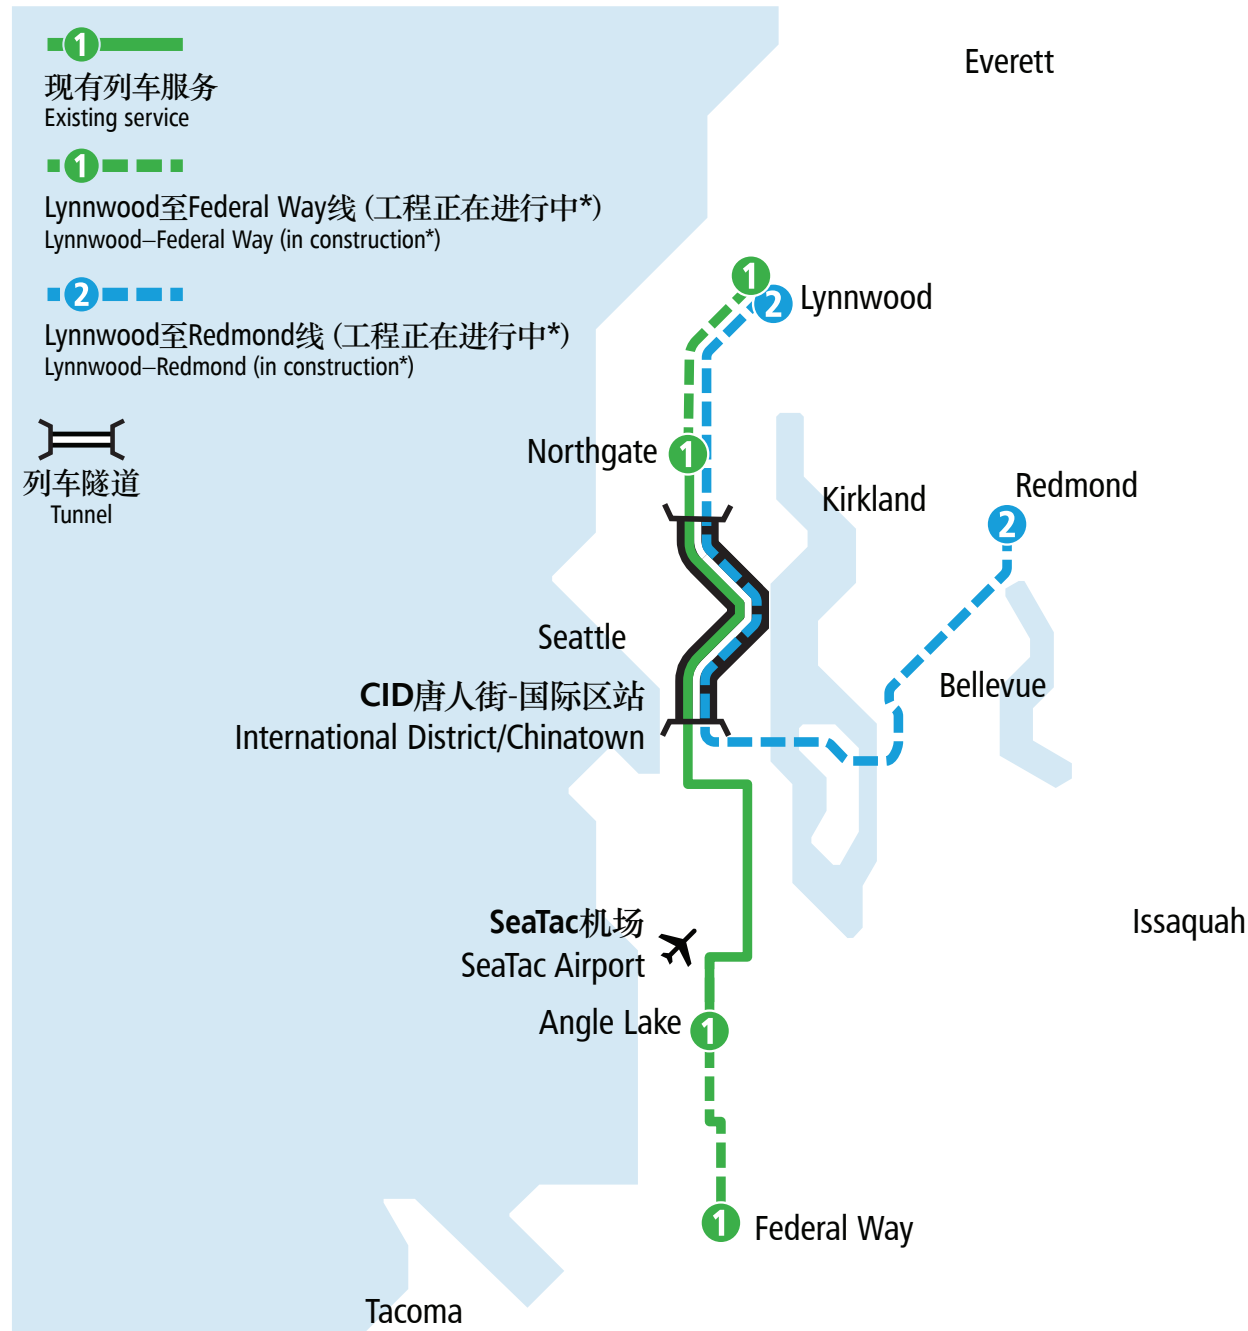 1
现有列车服务
Existing service
1
Lynnwood至Federal Way线 (工程正在进行中*)
Lynnwood–Federal Way (in construction*)
2
Lynnwood至Redmond线 (工程正在进行中*)
Lynnwood–Redmond (in construction*)
列车隧道
Tunnel
Everett
1
2 Lynnwood
Northgate 1
Kirkland
Redmond
2
Seattle
CID唐人街-国际区站
International District/Chinatown
Bellevue
SeaTac机场
SeaTac Airport
Issaquah
Angle Lake 1
1 Federal Way
Tacoma